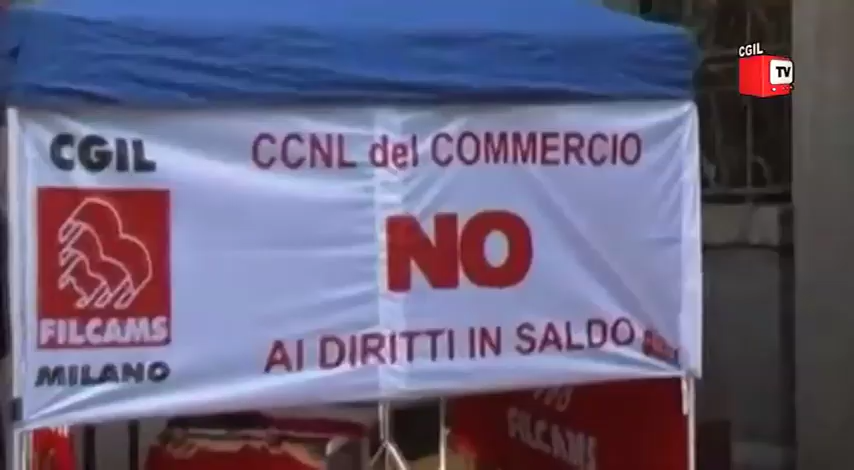 CGIL
TV
CGIL
CCNL del COMMERCIO
NO
FILCAMS
AI DIRITTI IN SALDO
MILANO
FILCAMS